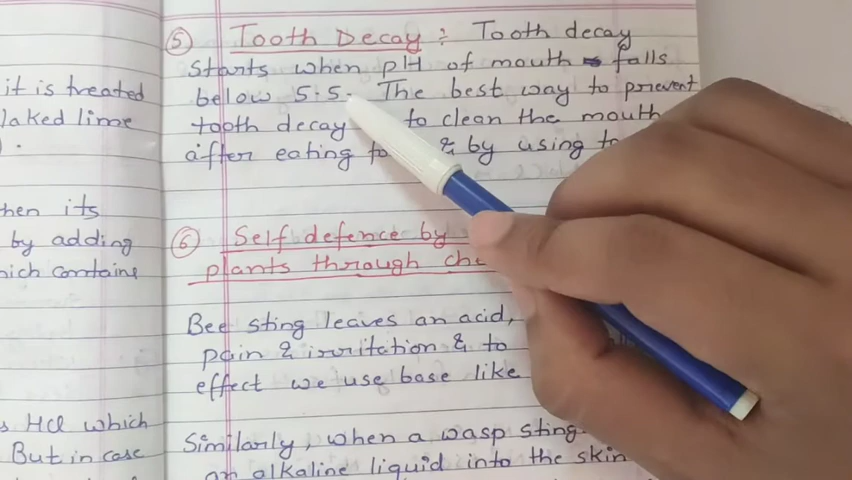 it is treated
laked lime
).
hen its
by adding
hich contains
s HCl which
But in case
⑤ Tooth Decay : Tooth decay
Starts when pH of mouth falls
below 5.5. The best way to prevent
tooth decay to clean the mouth
after eating & by using
⑥ Self defence by
plants through
Bee sting leaves an acid,
pain & irritation & to
effect we use base like
Similarly, when a wasp sting
an alkaline liquid into the skin